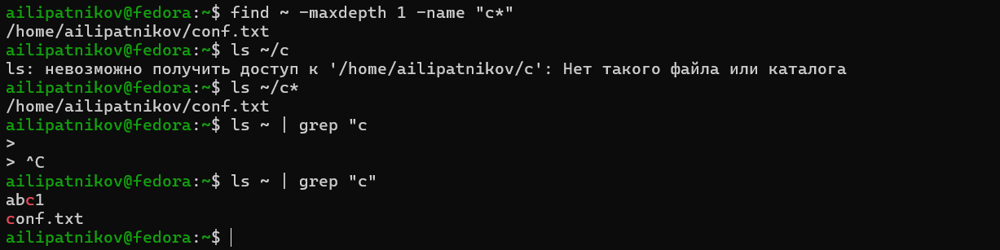 ailipatnikov@fedora:~$ find ~ -maxdepth 1 -name "c*"
/home/ailipatnikov/conf.txt
ailipatnikov@fedora:~$ ls ~/c
ls: невозможно получить доступ к '/home/ailipatnikov/c': Нет такого файла или каталога
ailipatnikov@fedora:~$ ls ~/c*
/home/ailipatnikov/conf.txt
ailipatnikov@fedora:~$ ls ~ | grep "c
>
> ^C
ailipatnikov@fedora:~$ ls ~ | grep "c"
abc1
conf.txt
ailipatnikov@fedora:~$